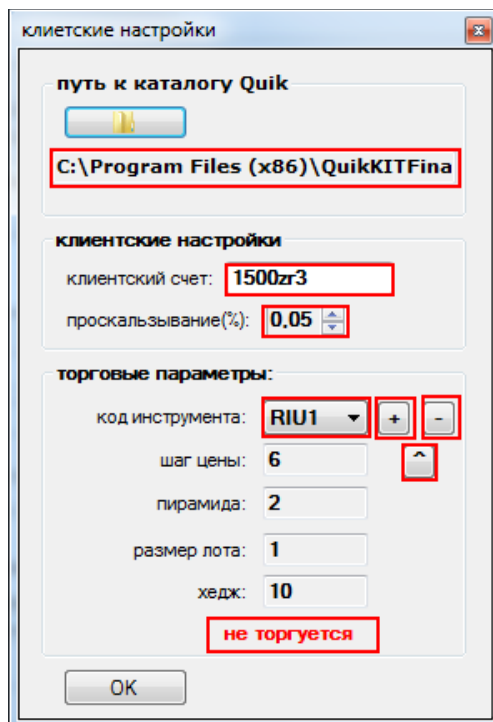 клиетские настройки
путь к каталогу Quik
C:\Program Files (x86)\QuikKITFina
клиентские настройки
клиентский счет: 1500zr3
проскальзывание(%): 0,05
торговые параметры:
код инструмента: RIU1 + -
шаг цены: 6 ^
пирамида: 2
размер лота: 1
хедж: 10
не торгуется
OK